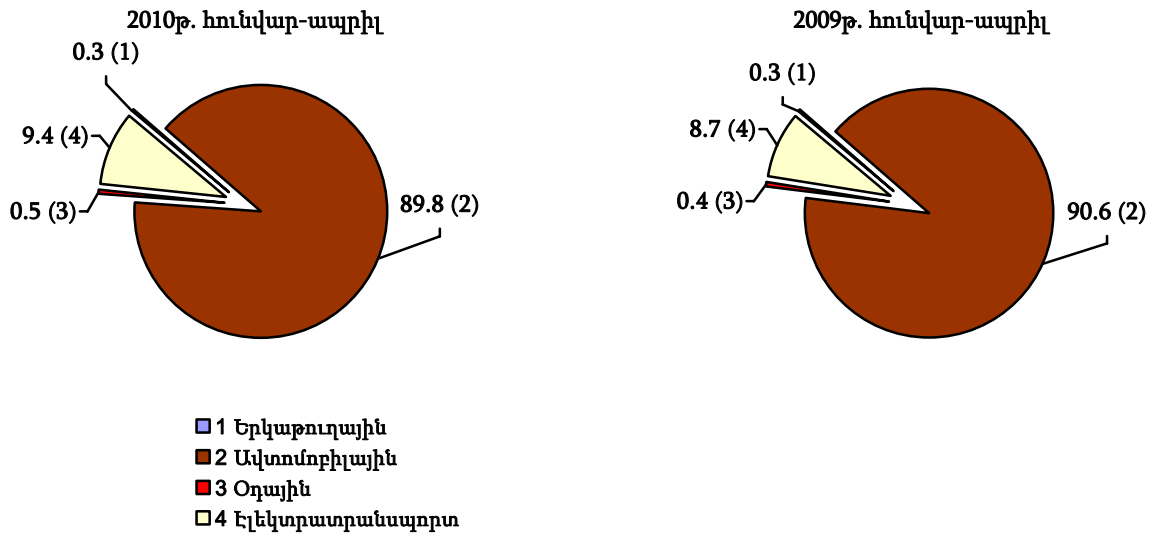 2010թ. հունվար-ապրիլ
0.3 (1)
9.4 (4)
0.5 (3)
89.8 (2)
2009թ. հունվար-ապրիլ
0.3 (1)
8.7 (4)
0.4 (3)
90.6 (2)
1 Երկաթուղային
2 Ավտոմոբիլային
3 Օդային
4 Էլեկտրատրանսպորտ